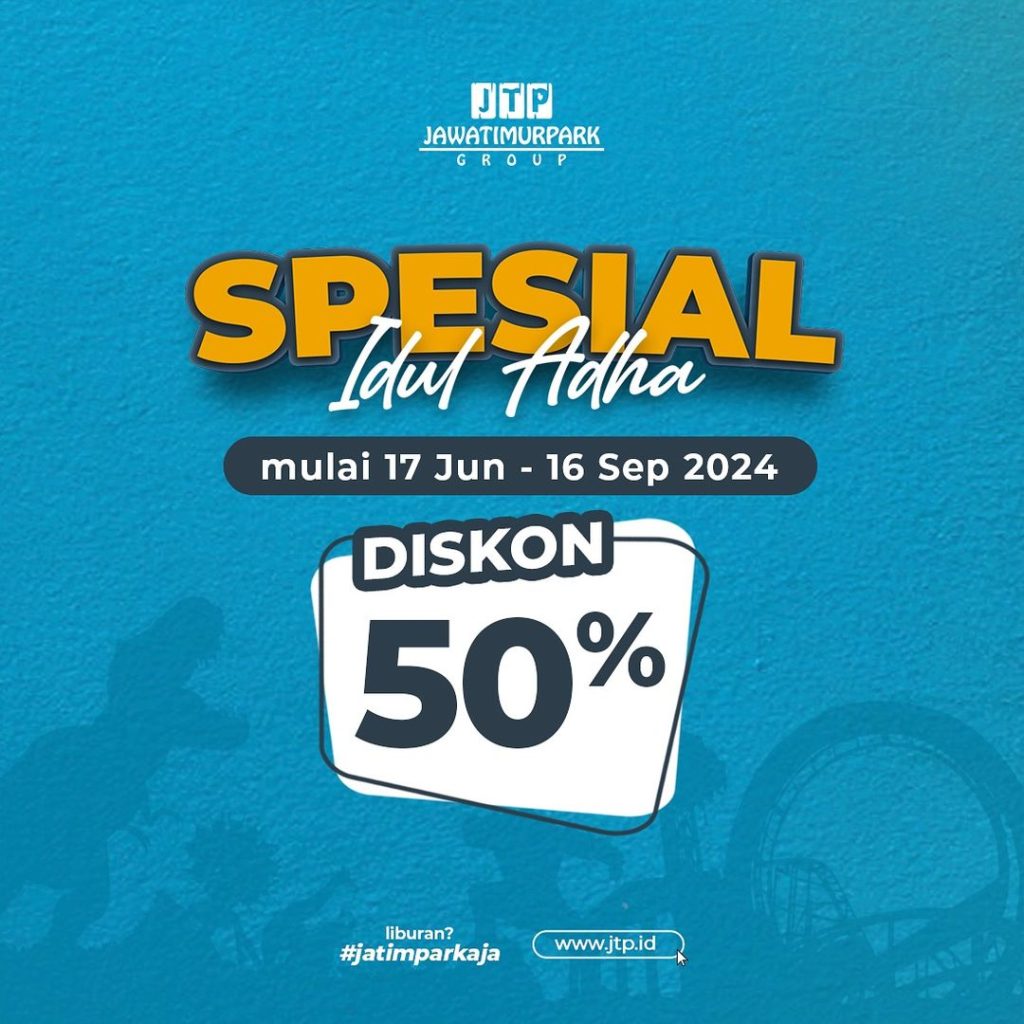 JTP
JAWATIMURPARK
GROUP
SPESIAL
Idul Adha
mulai 17 Jun - 16 Sep 2024
DISKON
50%
liburan?
#jatimparkaja
www.jtp.id